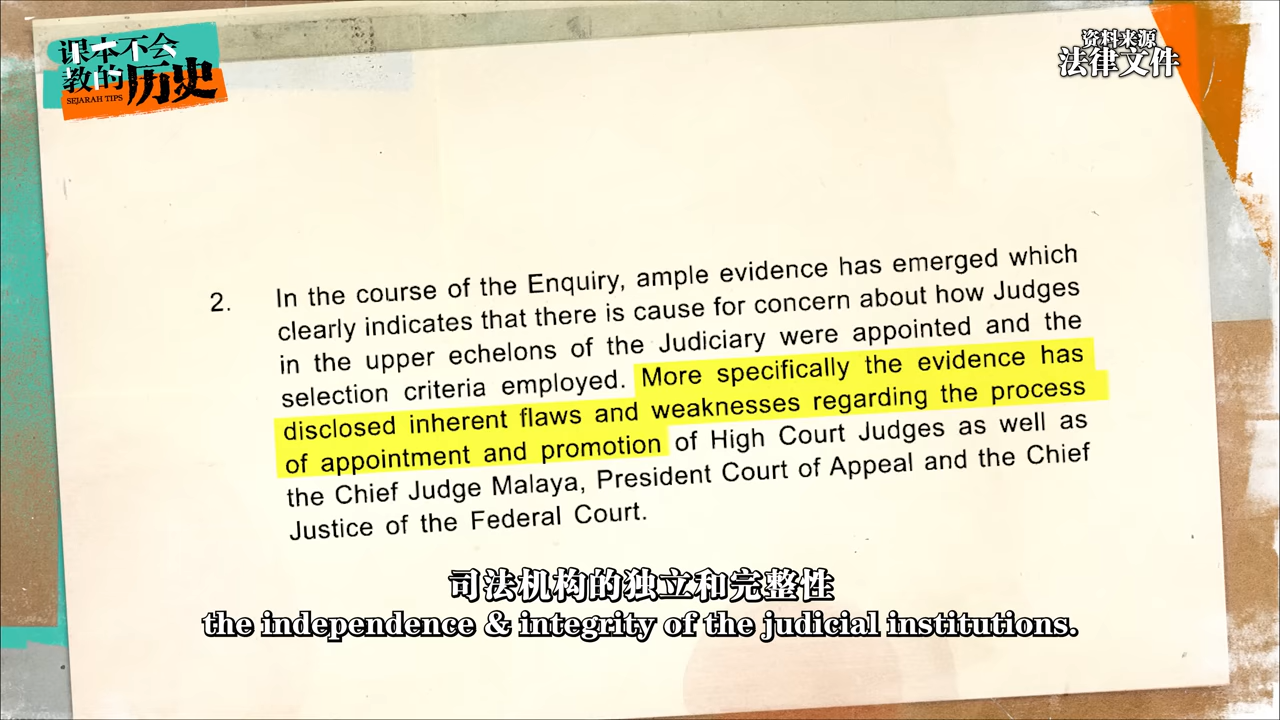 课本不会
教的历史
SEJARAH TIPS
资料来源
法律文件
2. In the course of the Enquiry, ample evidence has emerged which
clearly indicates that there is cause for concern about how Judges
in the upper echelons of the Judiciary were appointed and the
selection criteria employed. More specifically the evidence has
disclosed inherent flaws and weaknesses regarding the process
of appointment and promotion of High Court Judges as well as
the Chief Judge Malaya, President Court of Appeal and the Chief
Justice of the Federal Court.
司法机构的独立和完整性
the independence & integrity of the judicial institutions.